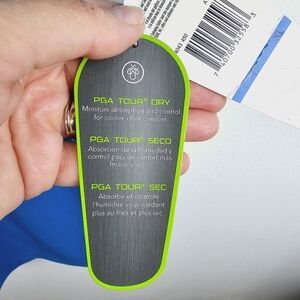 PGA TOUR® DRY
Moisture absorption and control
for cooler, drier comfort.
PGA TOUR® SECO
Absorción de la humedad y
control para un confort más
fresco y seco.
PGA TOUR® SEC
Absorbe et contrôle
l'humidité vous gardant
plus au frais et plus sec.